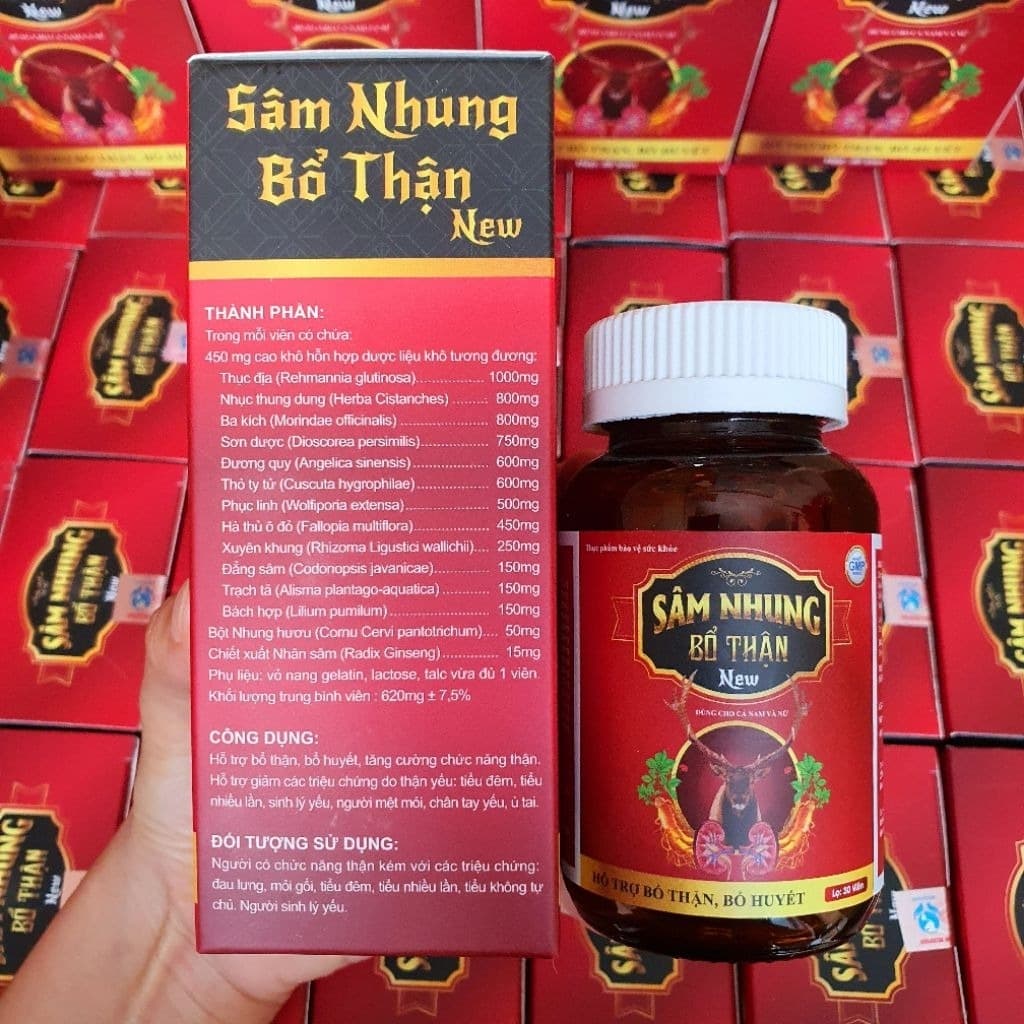 Sâm Nhung
Bổ Thận
New
THÀNH PHẦN:
Trong mỗi viên có chứa:
450 mg cao khô hỗn hợp dược liệu khô tương đương:
Thục địa (Rehmannia glutinosa)................ 1000mg
Nhục thung dung (Herba Cistanches) ........ 800mg
Ba kích (Morindae officinalis)...................... 800mg
Sơn dược (Dioscorea persimilis)................ 750mg
Đương quy (Angelica sinensis)................... 600mg
Thỏ ty tử (Cuscuta hygrophilae)................. 600mg
Phục linh (Wolfiporia extensa)..................... 500mg
Hà thủ ô đỏ (Fallopia multiflora).................. 450mg
Xuyên khung (Rhizoma Ligustici wallichii).... 250mg
Đẳng sâm (Codonopsis javanicae)............. 150mg
Trạch tả (Alisma plantago-aquatica)............ 150mg
Bách hợp (Lilium pumilum)......................... 150mg
Bột Nhung hươu (Cornu Cervi pantotrichum).... 50mg
Chiết xuất Nhân sâm (Radix Ginseng).............. 15mg
Phụ liệu: vỏ nang gelatin, lactose, talc vừa đủ 1 viên.
Khối lượng trung bình viên : 620mg ± 7,5%
CÔNG DỤNG:
Hỗ trợ bổ thận, bổ huyết, tăng cường chức năng thận.
Hỗ trợ giảm các triệu chứng do thận yếu: tiểu đêm, tiểu
nhiều lần, sinh lý yếu, người mệt mỏi, chân tay yếu, ù tai.
ĐỐI TƯỢNG SỬ DỤNG:
Người có chức năng thận kém với các triệu chứng:
đau lưng, mỏi gối, tiểu đêm, tiểu nhiều lần, tiểu không tự
chủ. Người sinh lý yếu.
Thực phẩm bảo vệ sức khỏe
GMP
SÂM NHUNG
BỔ THẬN
New
DÙNG CHO CẢ NAM VÀ NỮ
HỖ TRỢ BỔ THẬN, BỔ HUYẾT
Lọ: 30 Viên
SÂM NHUNG
BỔ THẬN
New